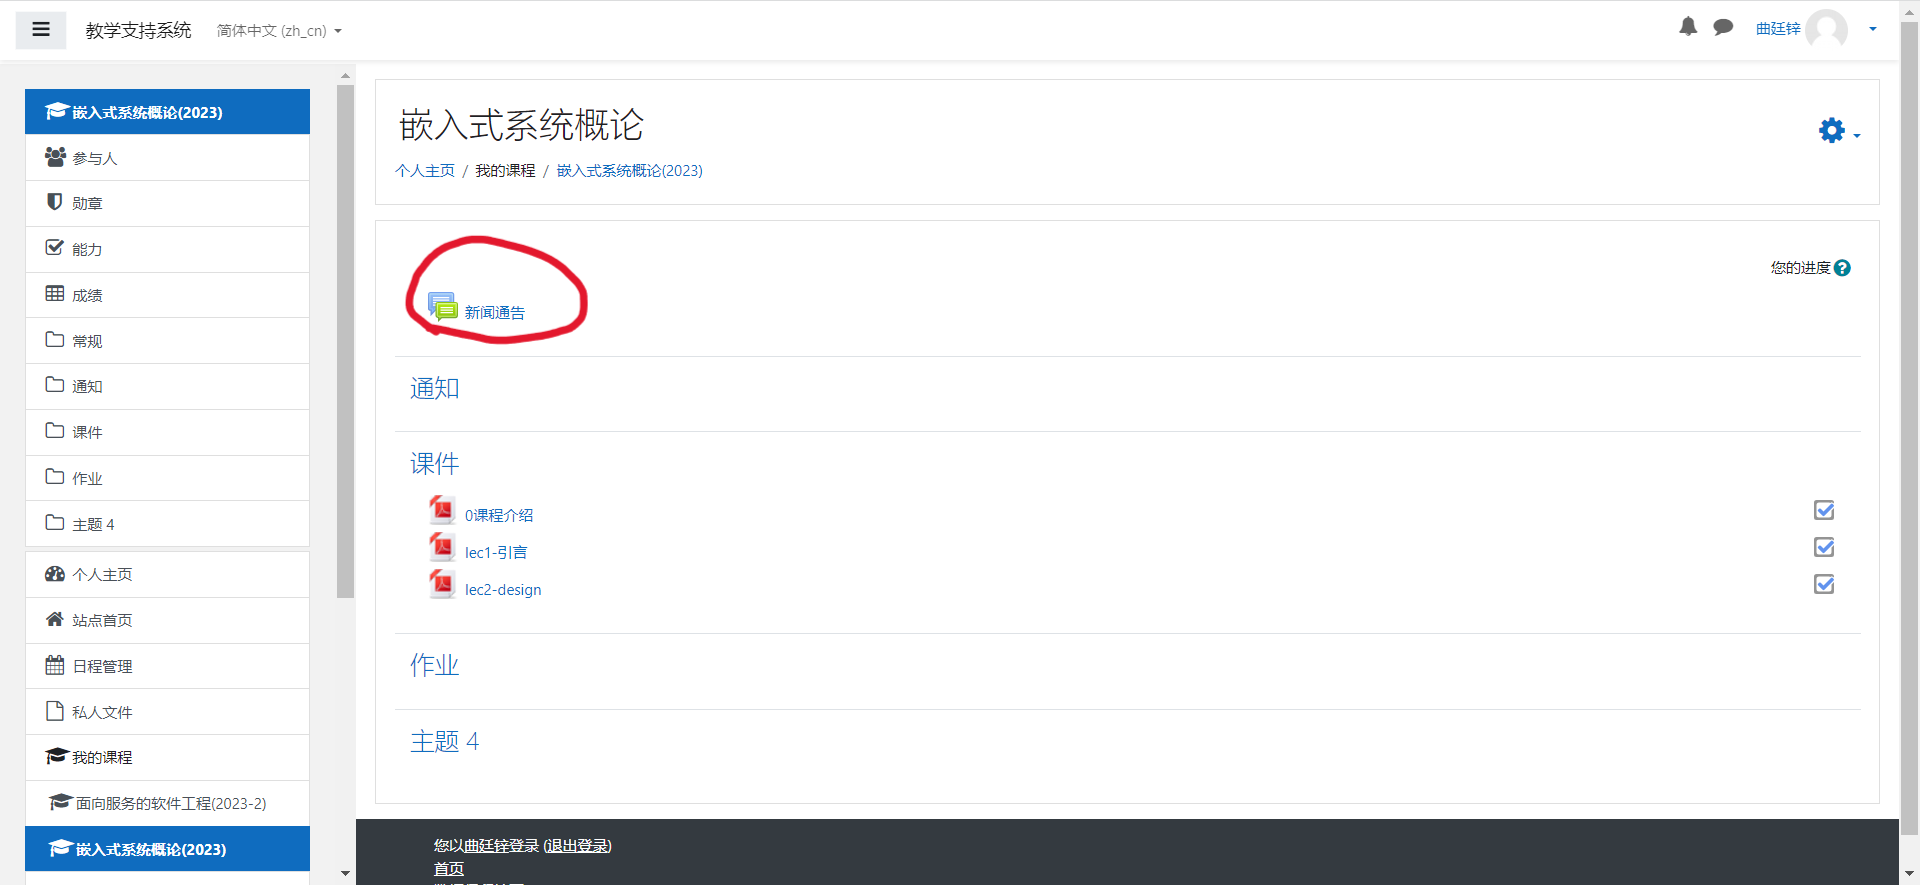 教学支持系统 简体中文 (zh_cn)
曲廷锌
嵌入式系统概论(2023)
参与人
勋章
能力
成绩
常规
通知
课件
作业
主题 4
个人主页
站点首页
日程管理
私人文件
我的课程
面向服务的软件工程(2023-2)
嵌入式系统概论(2023)
嵌入式系统概论
个人主页 / 我的课程 / 嵌入式系统概论(2023)
您的进度
新闻通告
通知
课件
0课程介绍
lec1-引言
lec2-design
作业
主题 4
您以曲廷锌登录 (退出登录)
首页